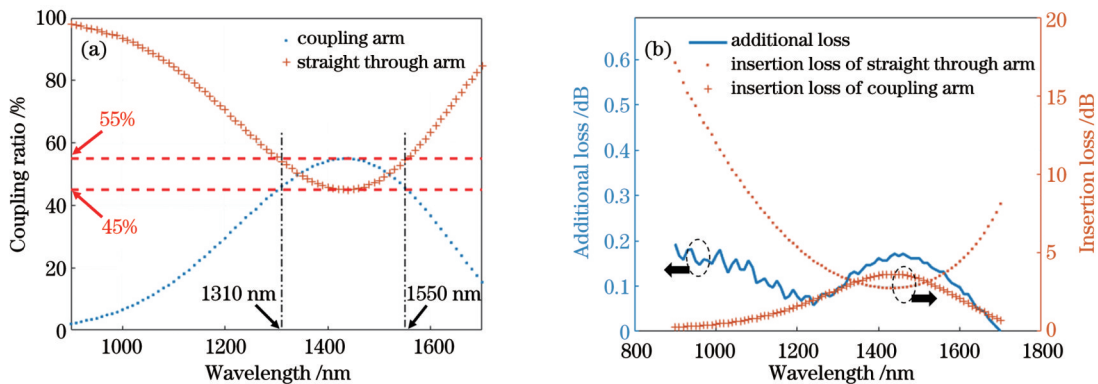 (a)
coupling arm
straight through arm
55%
45%
1310 nm
1550 nm
Coupling ratio /%
100
80
60
40
20
0
1000
1200
1400
1600
Wavelength /nm
(b)
additional loss
insertion loss of straight through arm
insertion loss of coupling arm
Additional loss /dB
0.6
0.5
0.4
0.3
0.2
0.1
0
800
1000
1200
1400
1600
1800
Wavelength /nm
20
15
10
5
0
Insertion loss /dB